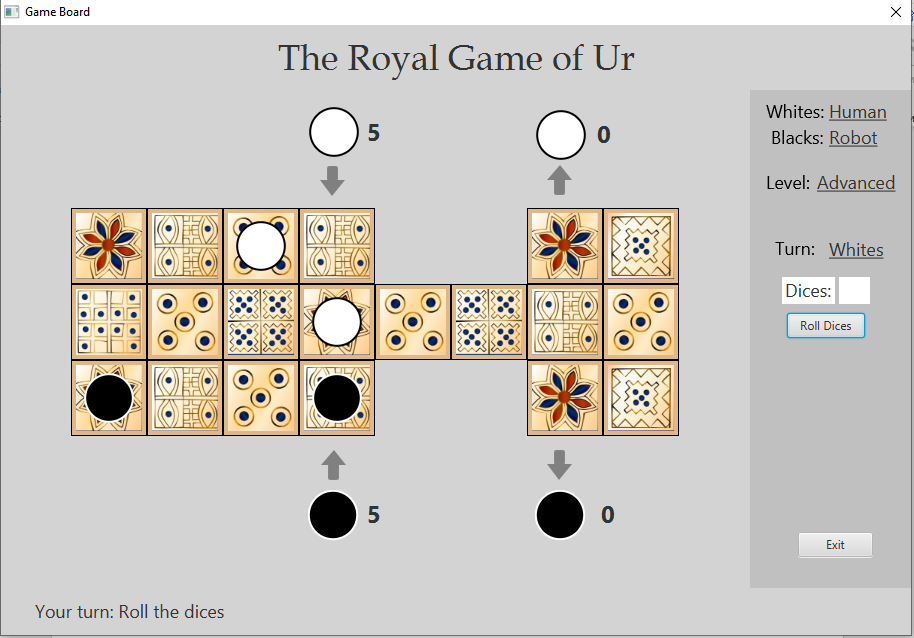 Game Board
The Royal Game of Ur
5
0
Whites: Human
Blacks: Robot
Level: Advanced
Turn: Whites
Dices:
Roll Dices
5
0
Exit
Your turn: Roll the dices